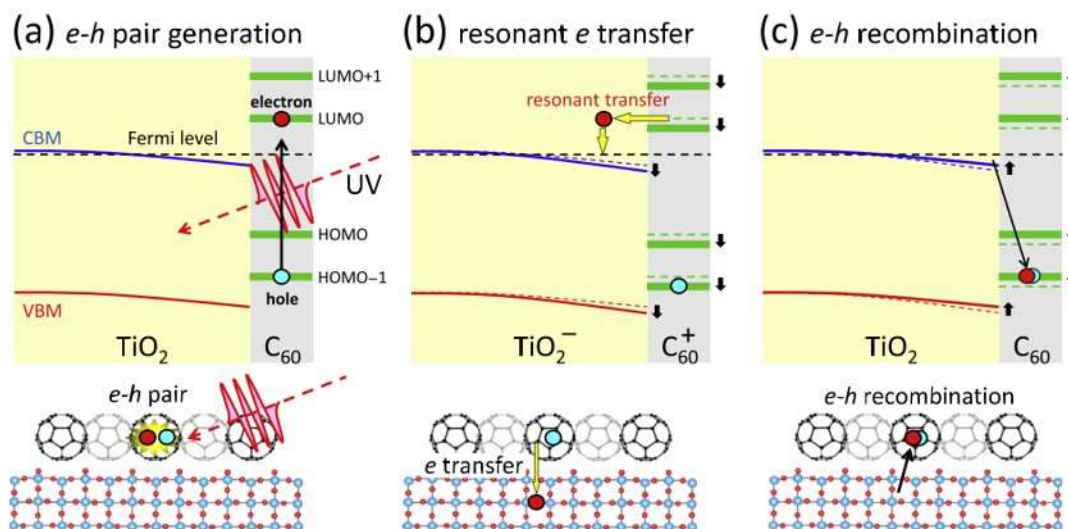 (a) e-h pair generation
LUMO+1
electron
LUMO
CBM
Fermi level
UV
HOMO
HOMO−1
hole
VBM
TiO₂
C₆₀
e-h pair
(b) resonant e transfer
resonant transfer
TiO₂⁻
C₆₀⁺
e transfer
(c) e-h recombination
TiO₂
C₆₀
e-h recombination